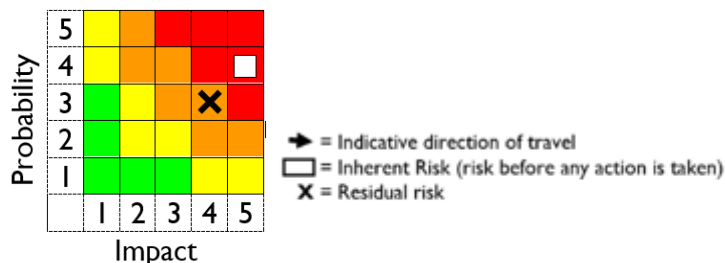 Probability
5
4
3
2
1
1 2 3 4 5
Impact
= Indicative direction of travel
= Inherent Risk (risk before any action is taken)
X = Residual risk